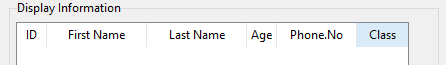 Display Information
ID First Name Last Name Age Phone.No Class